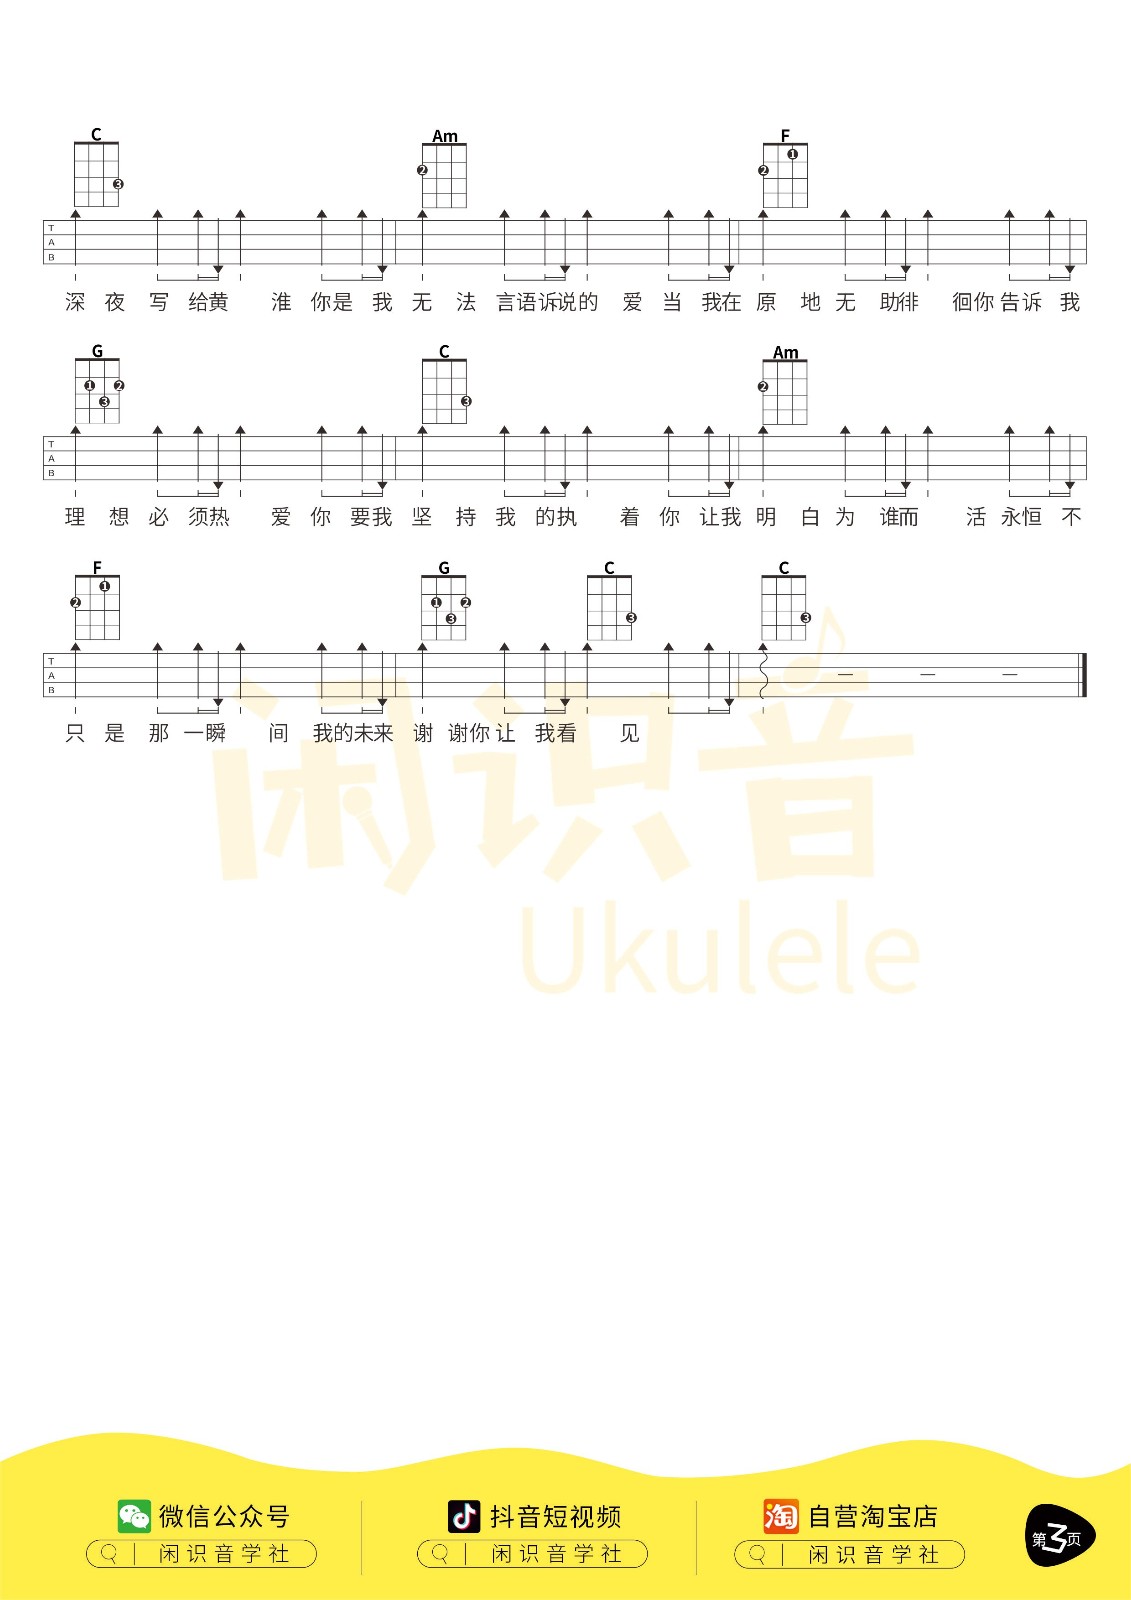 C Am F
T
A
B
深夜写给黄 淮你是我无法言语诉说的爱当我在原地无助徘 徊你告诉我
G C Am
T
A
B
理想必须热 爱你要我坚持我的执 着你让我明白为谁而 活永恒不
F G C C
T
A
B
只是那一瞬 间我的未来谢谢你让我看 见
闲识音
Ukulele
微信公众号 抖音短视频 自营淘宝店
闲识音学社 闲识音学社 闲识音学社
第3页